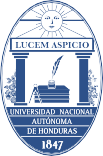 LUCEM ASPICIO
UNIVERSIDAD NACIONAL
AUTÓNOMA
DE HONDURAS
1847